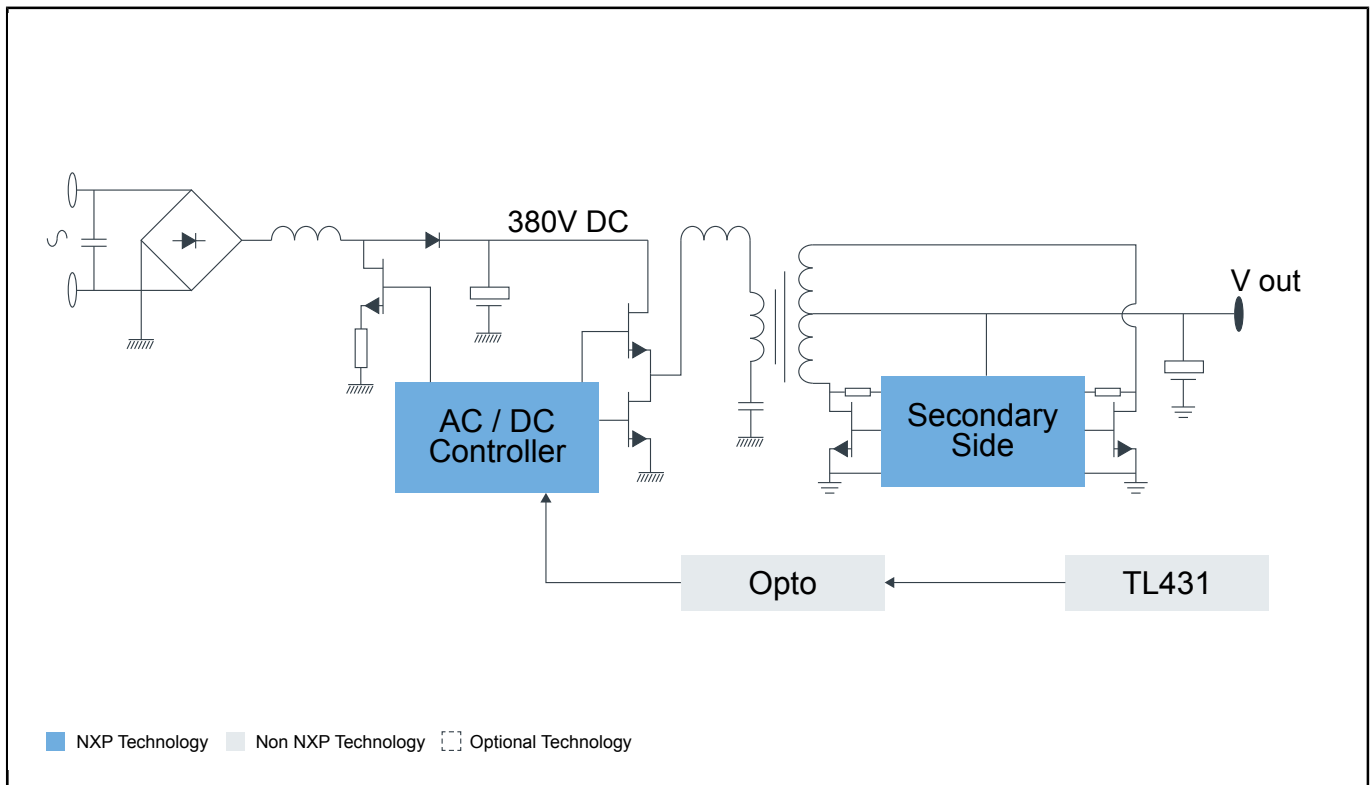 380V DC
V out
AC / DC
Controller
Secondary
Side
Opto
TL431
NXP Technology
Non NXP Technology
Optional Technology